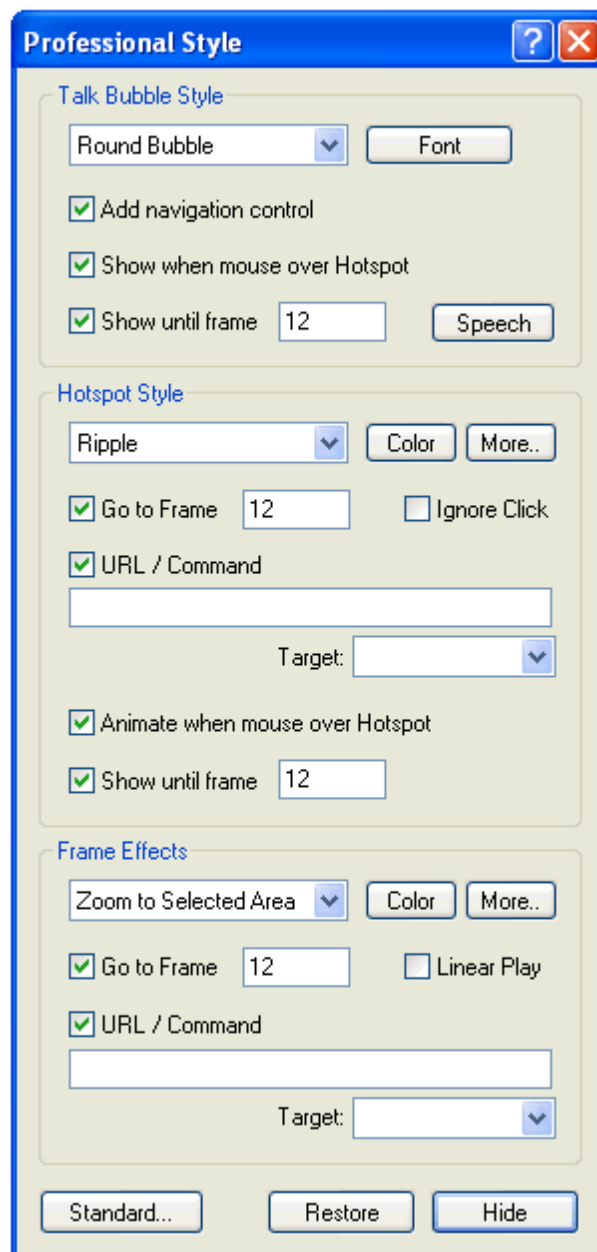 Professional Style
Talk Bubble Style
Round Bubble Font
Add navigation control
Show when mouse over Hotspot
Show until frame 12 Speech
Hotspot Style
Ripple Color More..
Go to Frame 12 Ignore Click
URL / Command
Target:
Animate when mouse over Hotspot
Show until frame 12
Frame Effects
Zoom to Selected Area Color More..
Go to Frame 12 Linear Play
URL / Command
Target:
Standard... Restore Hide